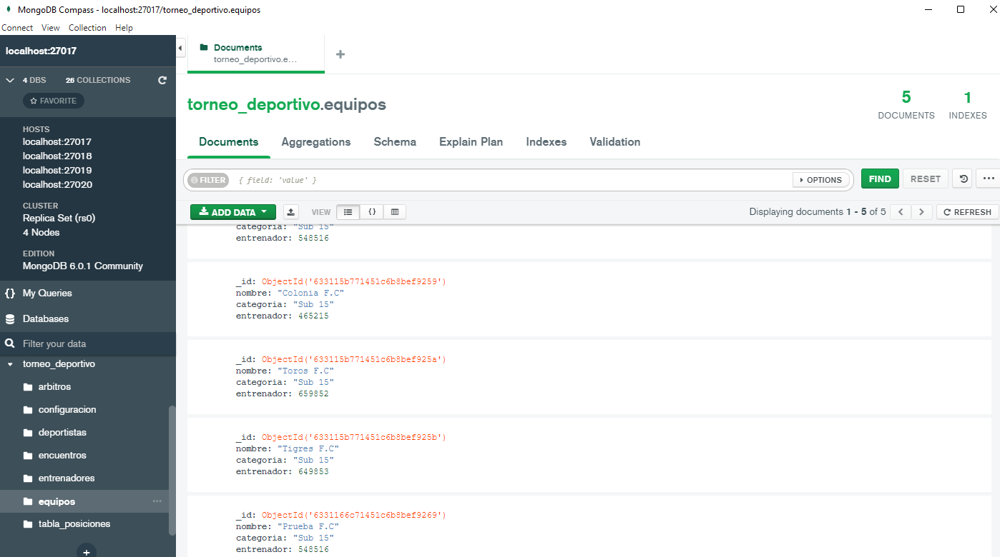 MongoDB Compass - localhost:27017/torneo_deportivo.equipos
Connect View Collection Help
localhost:27017
4 DBS 26 COLLECTIONS
FAVORITE
HOSTS
localhost:27017
localhost:27018
localhost:27019
localhost:27020
CLUSTER
Replica Set (rs0)
4 Nodes
EDITION
MongoDB 6.0.1 Community
{} My Queries
Databases
Filter your data
torneo_deportivo
arbitros
configuracion
deportistas
encuentros
entrenadores
equipos ...
tabla_posiciones
+
Documents
torneo_deportivo.e...
+
torneo_deportivo.equipos
5 DOCUMENTS
1 INDEXES
Documents Aggregations Schema Explain Plan Indexes Validation
FILTER { field: 'value' } OPTIONS FIND RESET ...
ADD DATA VIEW {} Displaying documents 1 - 5 of 5 < > REFRESH
categoria: "Sub 15"
entrenador: 548516
_id: ObjectId('633115b771451c6b8bef9259')
nombre: "Colonia F.C"
categoria: "Sub 15"
entrenador: 465215
_id: ObjectId('633115b771451c6b8bef925a')
nombre: "Toros F.C"
categoria: "Sub 15"
entrenador: 659852
_id: ObjectId('633115b771451c6b8bef925b')
nombre: "Tigres F.C"
categoria: "Sub 15"
entrenador: 649853
_id: ObjectId('6331166c71451c6b8bef9269')
nombre: "Prueba F.C"
categoria: "Sub 15"
entrenador: 548516